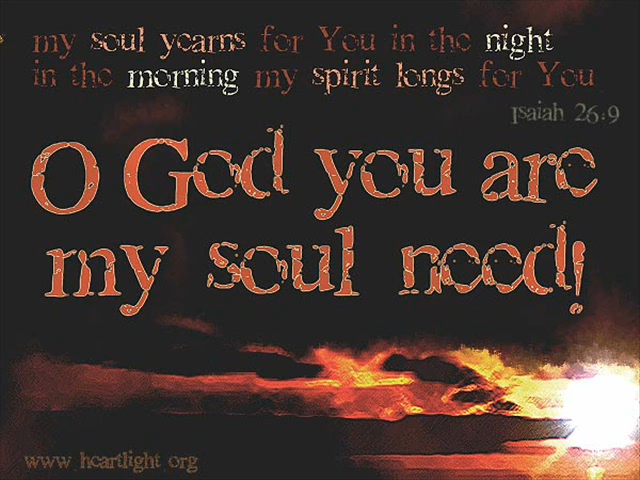 my soul yearns for You in the night
in the morning my spirit longs for You
Isaiah 26:9
O God you are
my soul need!
www.heartlight.org